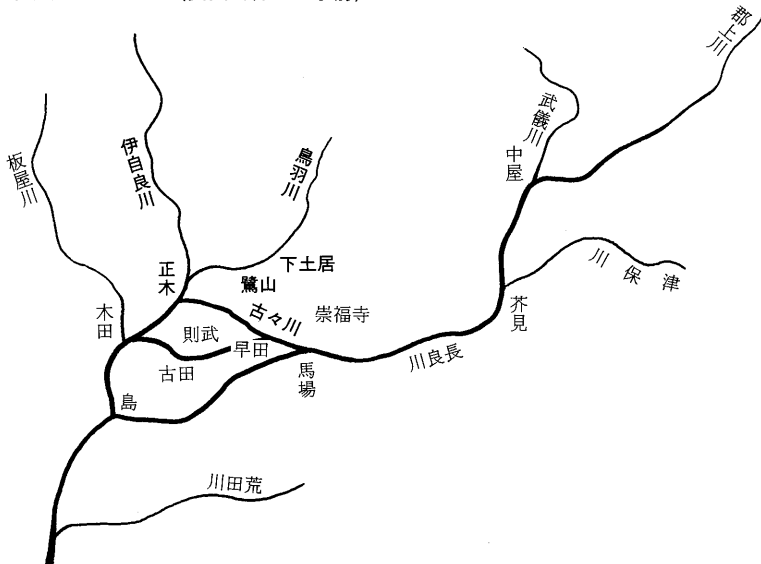 郡上川
武儀川
中屋
伊自良川
鳥羽川
板屋川
正木
下土居
鷺山
川保津
芥見
古々川
崇福寺
木田
則武
早田
川良長
馬場
古田
島
川田荒